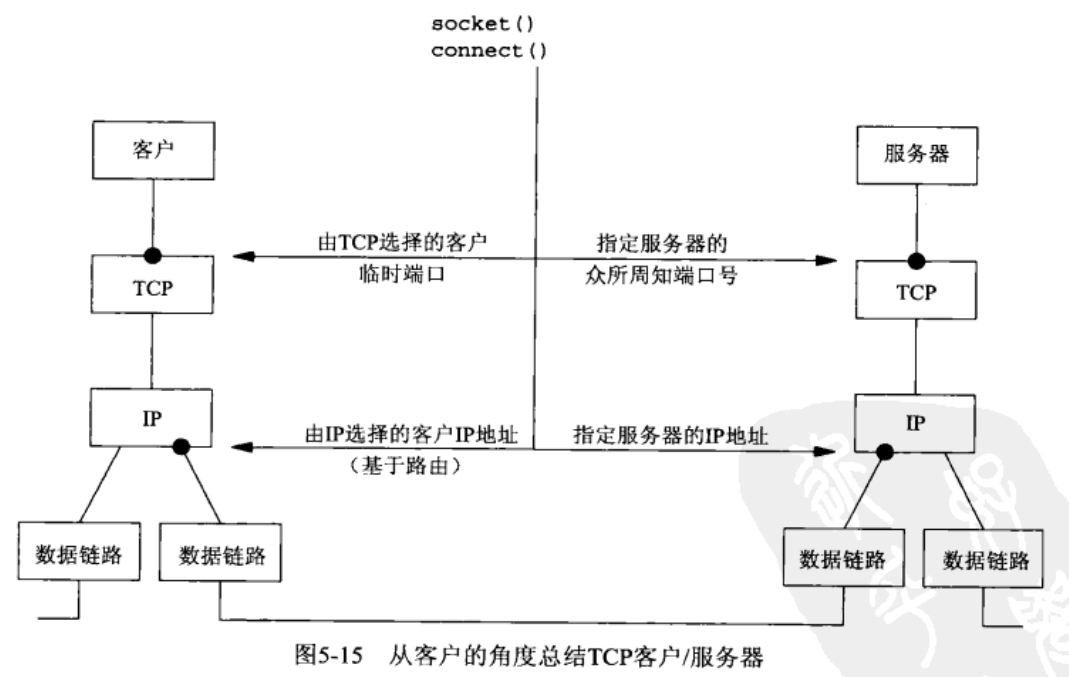 socket()
connect()
客户
服务器
由TCP选择的客户
临时端口
指定服务器的
众所周知端口号
TCP
TCP
IP
IP
由IP选择的客户IP地址
（基于路由）
指定服务器的IP地址
数据链路
数据链路
数据链路
数据链路
图5-15 从客户的角度总结TCP客户/服务器